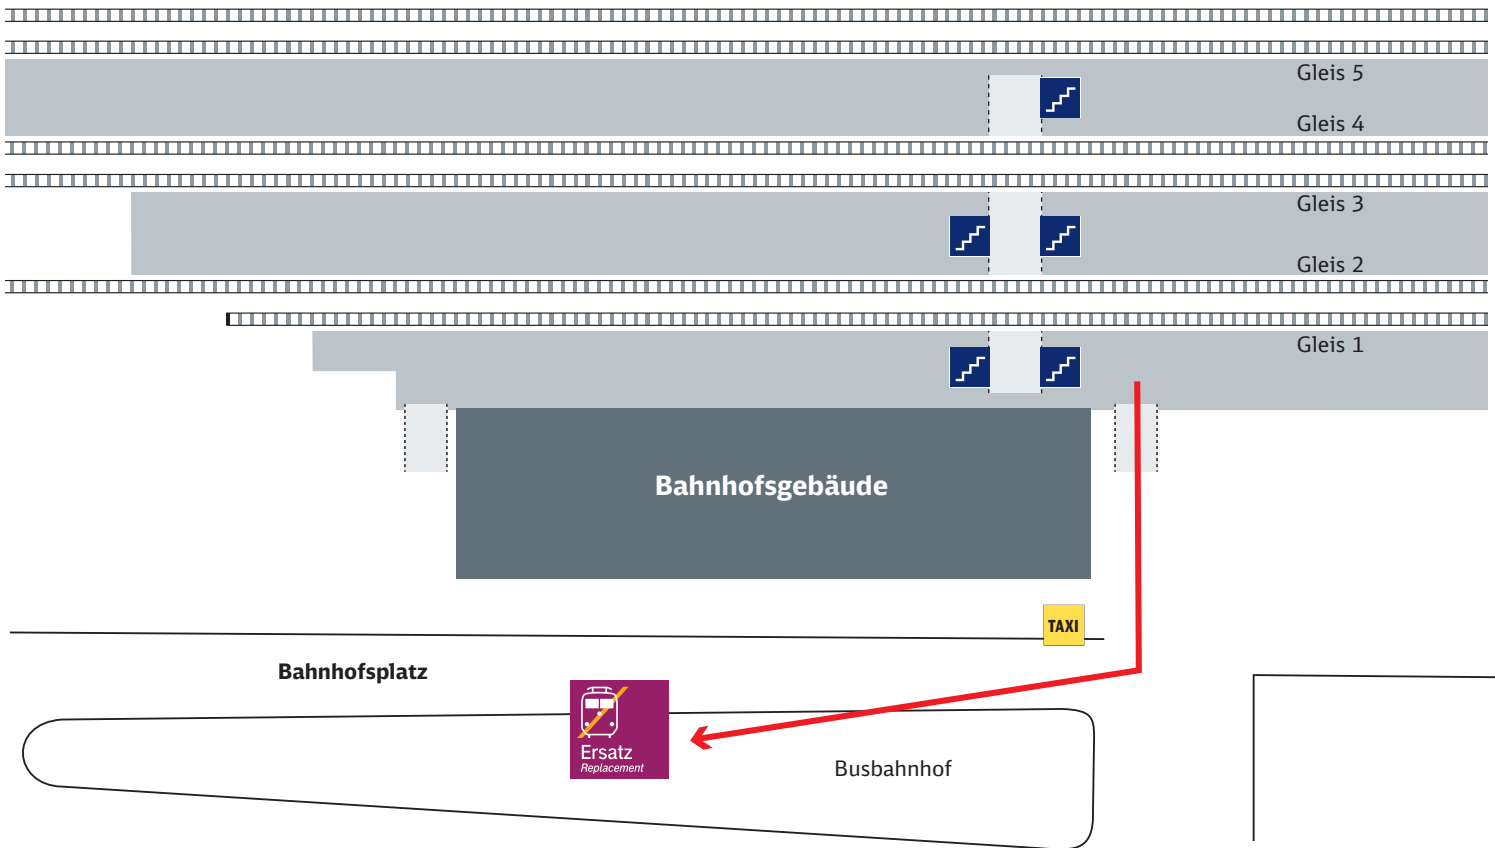 Gleis 5
Gleis 4
Gleis 3
Gleis 2
Gleis 1
Bahnhofsgebäude
TAXI
Bahnhofsplatz
Ersatz
Replacement
Busbahnhof